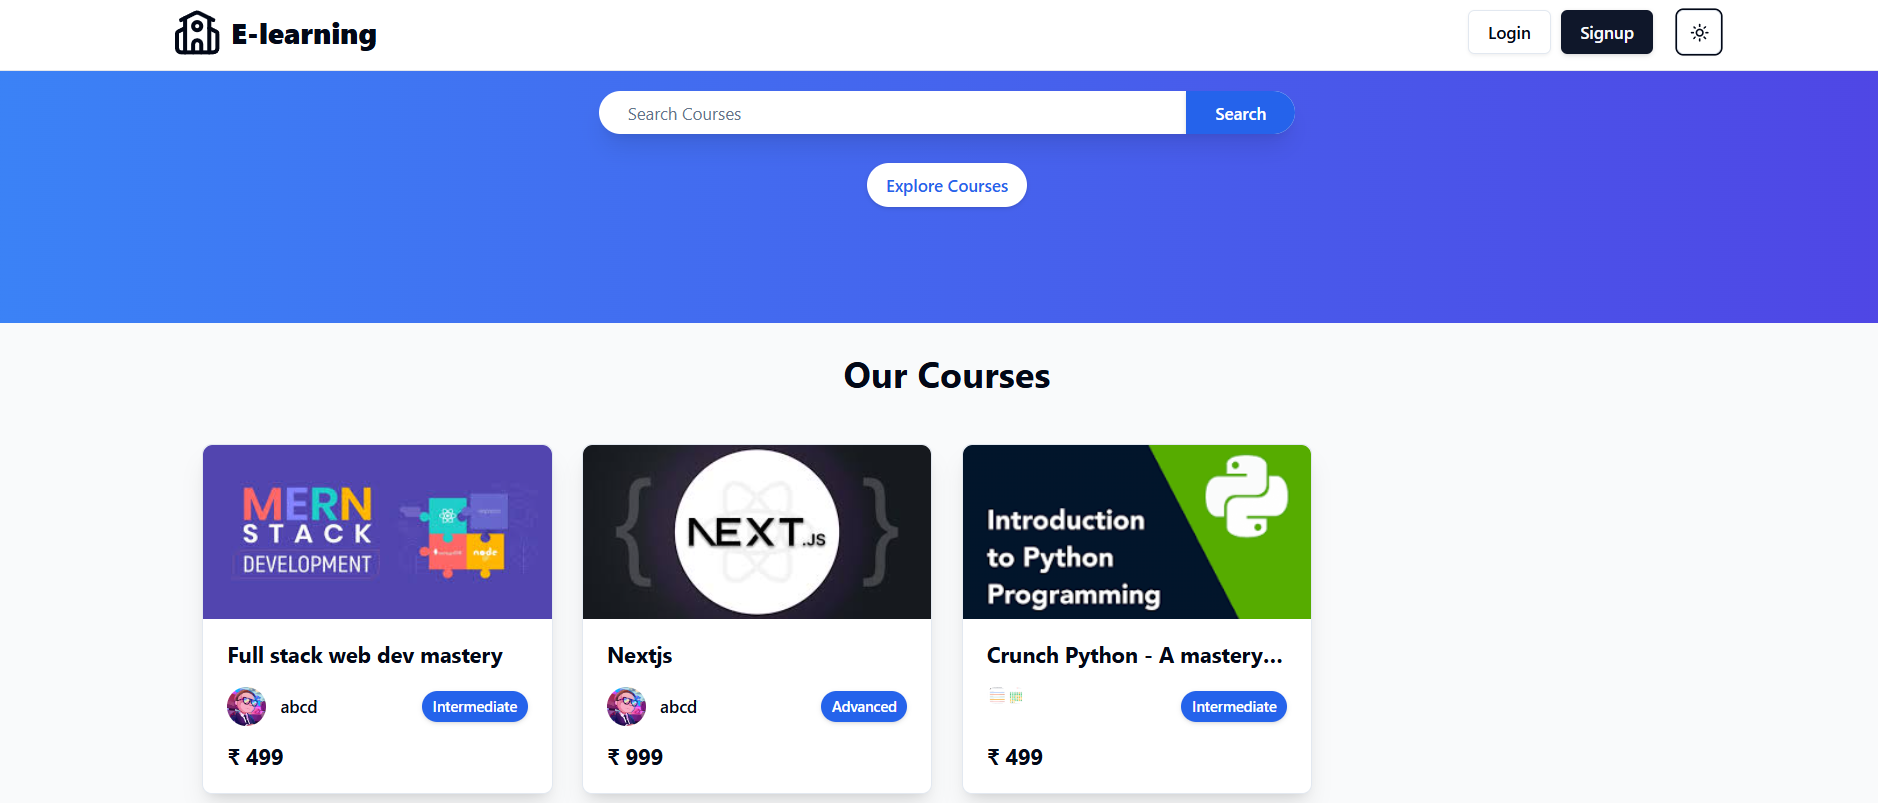 E-learning
Login
Signup
Search Courses
Search
Explore Courses
Our Courses
MERN
STACK
DEVELOPMENT
node
NEXT.JS
Introduction
to Python
Programming
Full stack web dev mastery
abcd
Intermediate
₹ 499
Nextjs
abcd
Advanced
₹ 999
Crunch Python - A mastery...
Intermediate
₹ 499